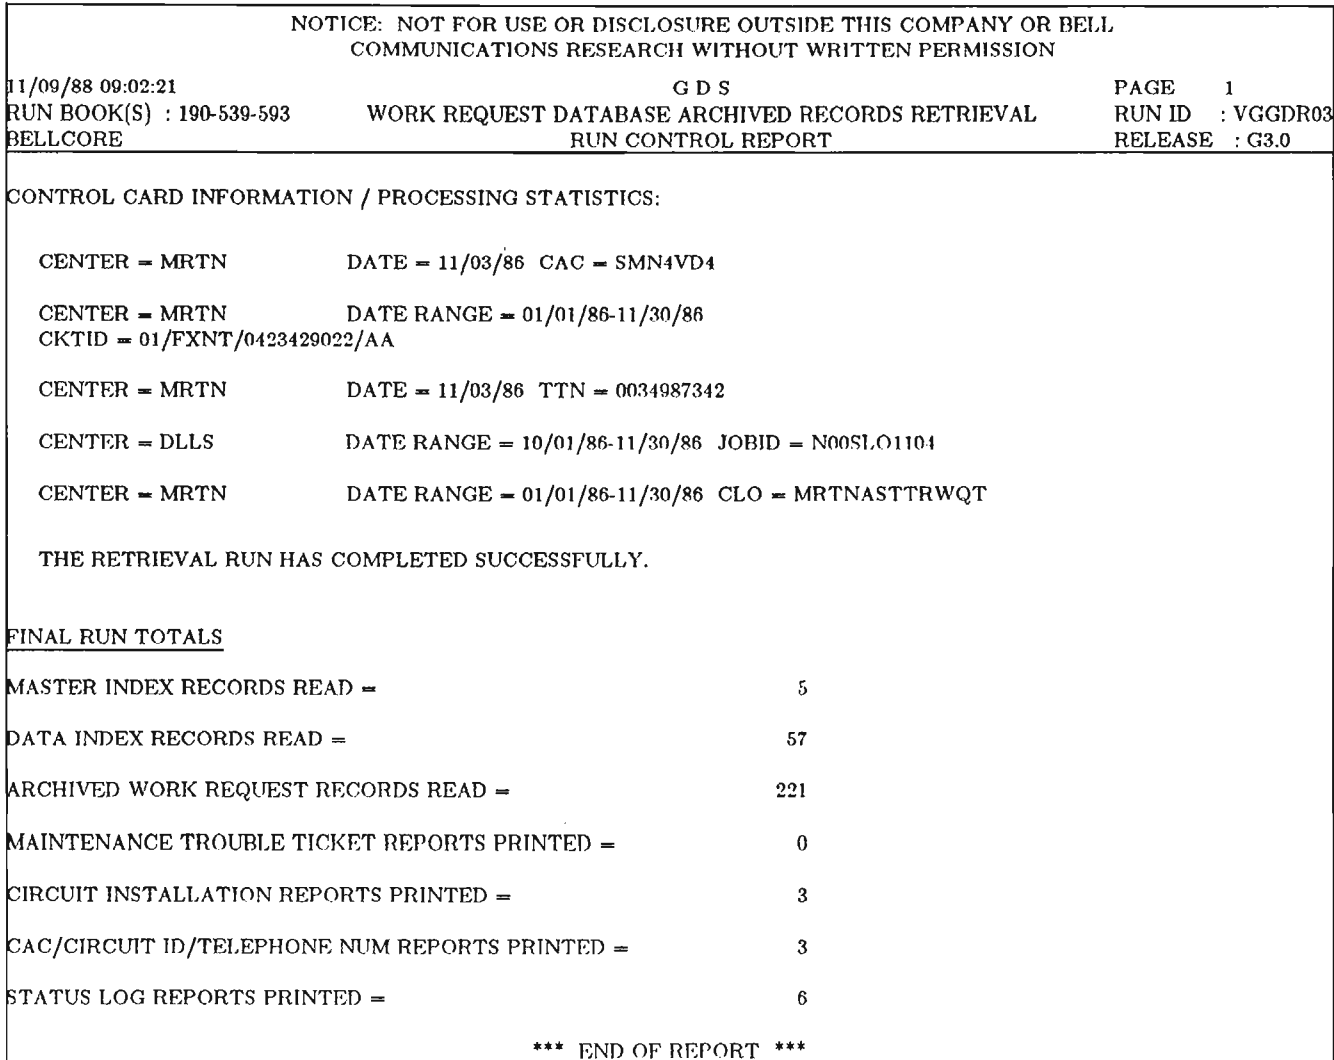 NOTICE: NOT FOR USE OR DISCLOSURE OUTSIDE THIS COMPANY OR BELL
COMMUNICATIONS RESEARCH WITHOUT WRITTEN PERMISSION
11/09/88 09:02:21 G D S PAGE 1
RUN BOOK(S) : 190-539-593 WORK REQUEST DATABASE ARCHIVED RECORDS RETRIEVAL RUN ID : VGGDR03
BELLCORE RUN CONTROL REPORT RELEASE : G3.0
CONTROL CARD INFORMATION / PROCESSING STATISTICS:
CENTER = MRTN DATE = 11/03/86 CAC = SMN4VD4
CENTER = MRTN DATE RANGE = 01/01/86-11/30/86
CKTID = 01/FXNT/0423429022/AA
CENTER = MRTN DATE = 11/03/86 TTN = 0034987342
CENTER = DLLS DATE RANGE = 10/01/86-11/30/86 JOBID = N00SLO1104
CENTER = MRTN DATE RANGE = 01/01/86-11/30/86 CLO = MRTNASTTRWQT
THE RETRIEVAL RUN HAS COMPLETED SUCCESSFULLY.
FINAL RUN TOTALS
MASTER INDEX RECORDS READ = 5
DATA INDEX RECORDS READ = 57
ARCHIVED WORK REQUEST RECORDS READ = 221
MAINTENANCE TROUBLE TICKET REPORTS PRINTED = 0
CIRCUIT INSTALLATION REPORTS PRINTED = 3
CAC/CIRCUIT ID/TELEPHONE NUM REPORTS PRINTED = 3
STATUS LOG REPORTS PRINTED = 6
*** END OF REPORT ***